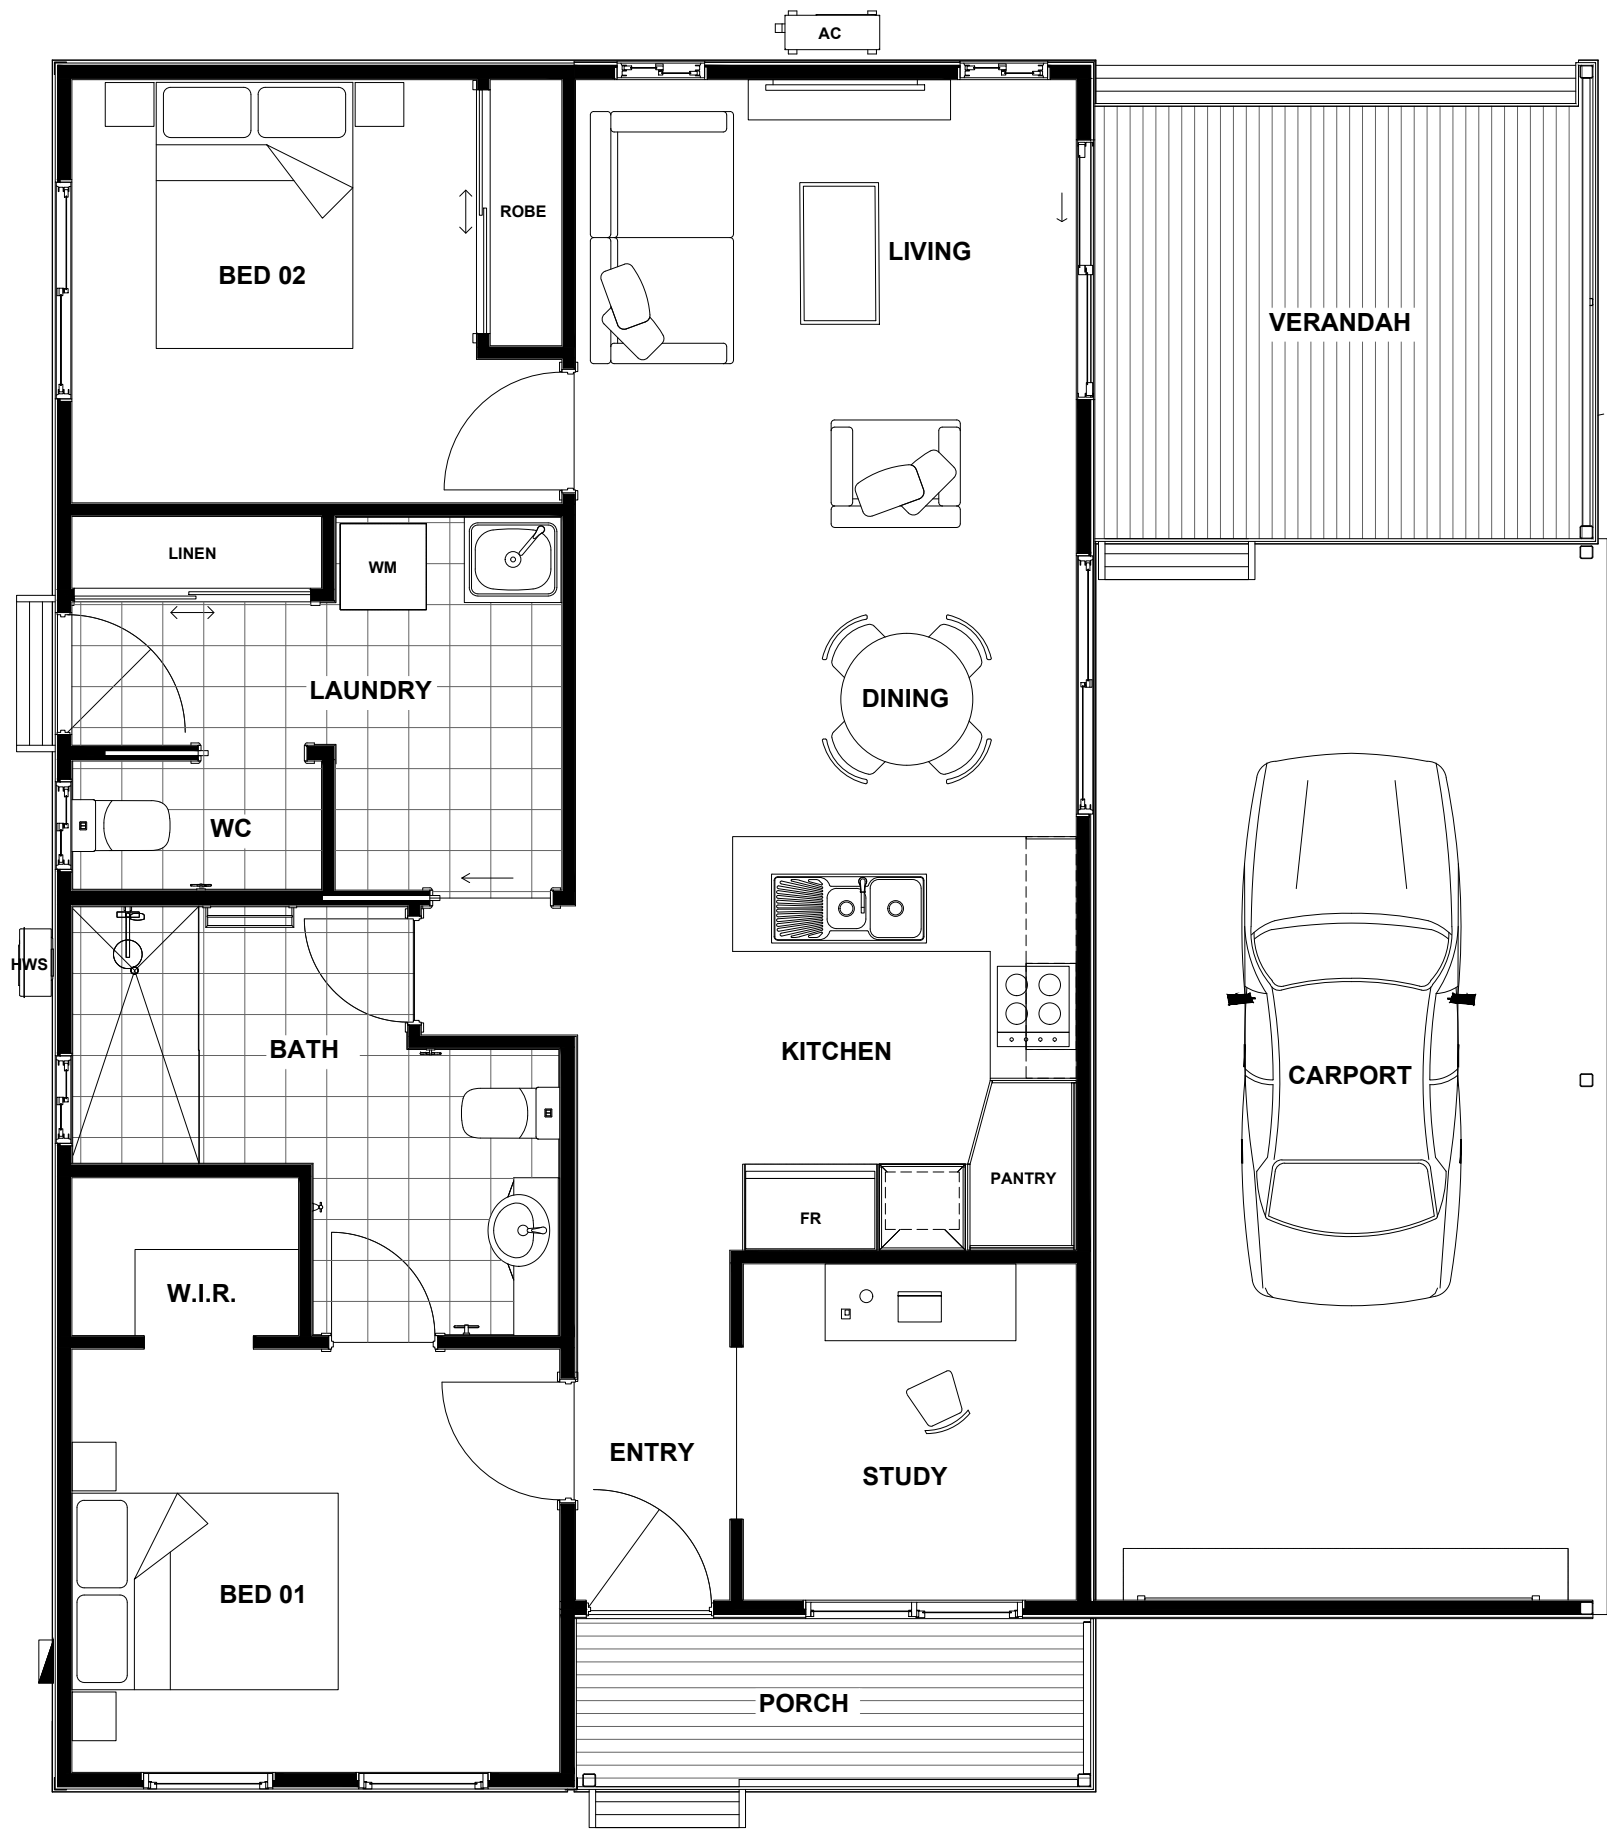 AC
ROBE
LIVING
BED 02
VERANDAH
LINEN
WM
LAUNDRY
DINING
WC
HWS
BATH
KITCHEN
CARPORT
PANTRY
FR
W.I.R.
ENTRY
STUDY
BED 01
PORCH